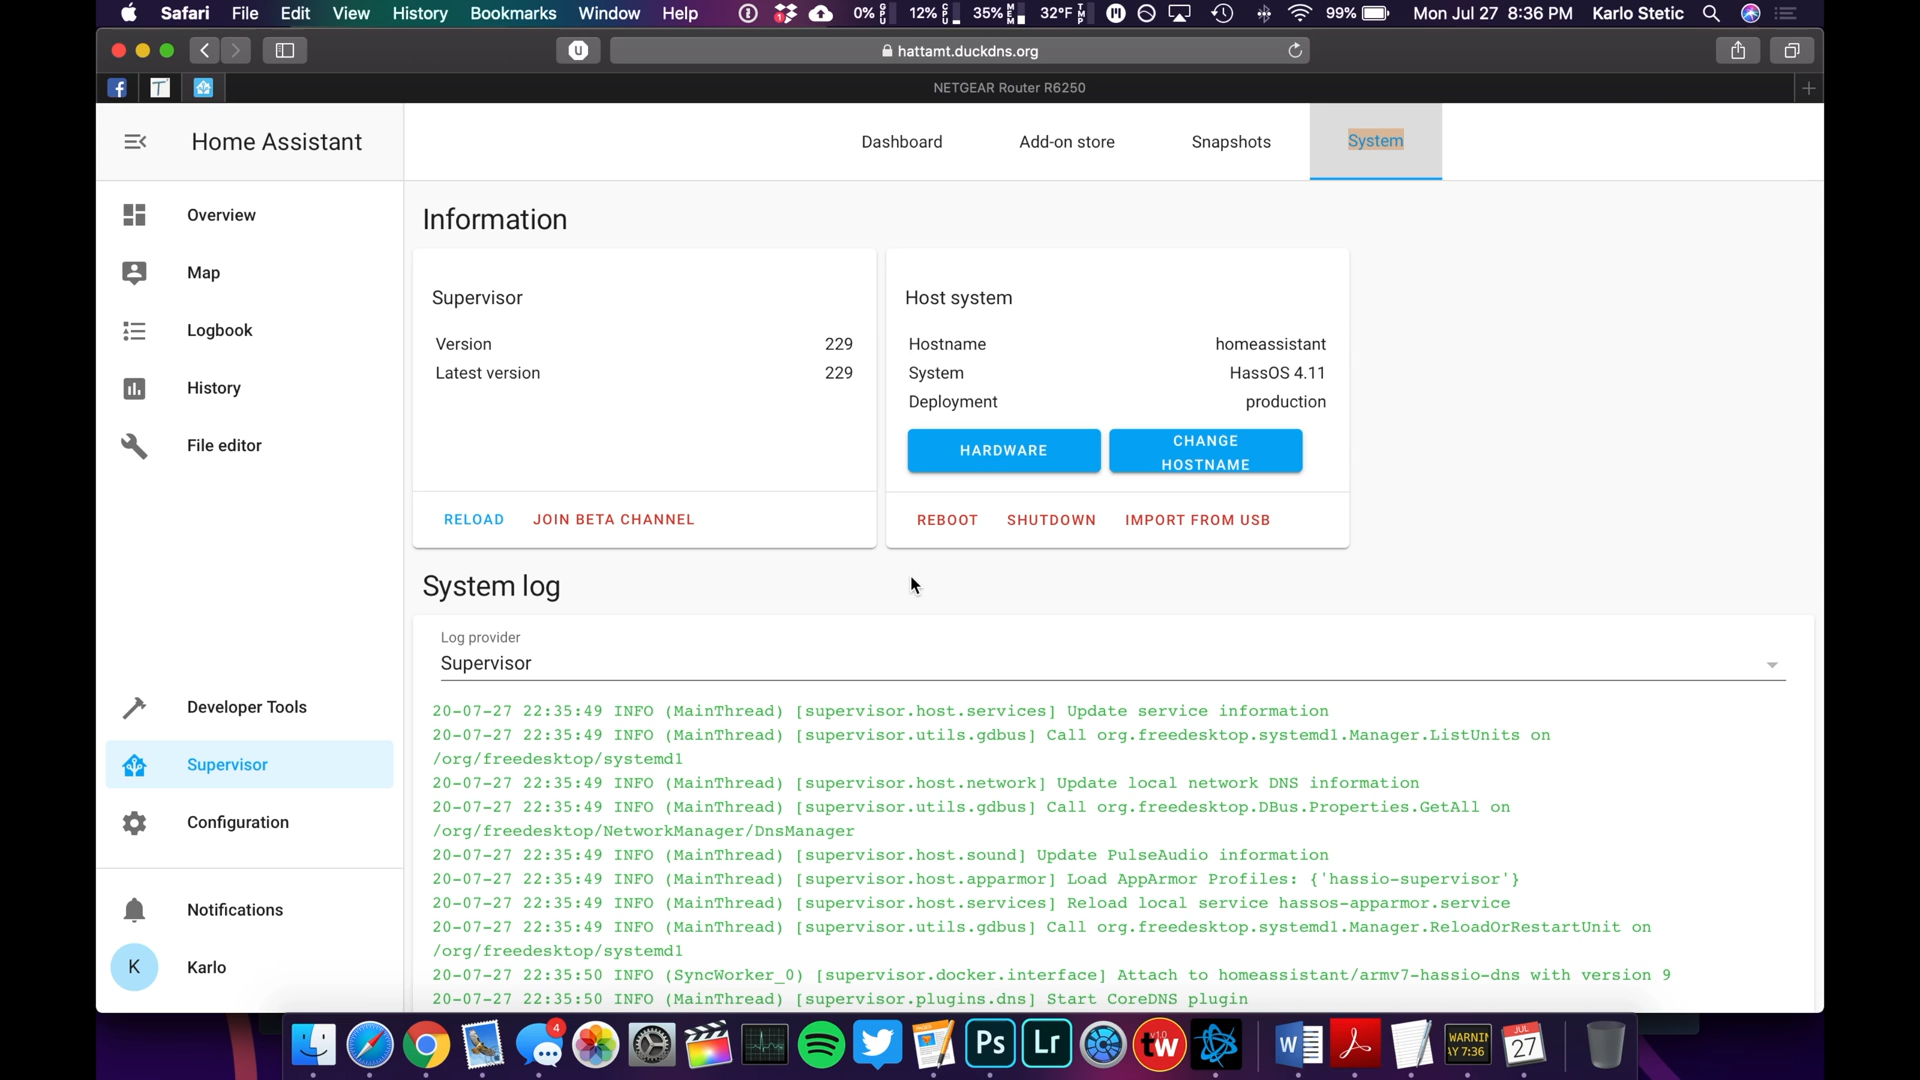 Safari File Edit View History Bookmarks Window Help 0% 12% 35% 32°F 99% Mon Jul 27 8:36 PM Karlo Stetic
hattamt.duckdns.org
NETGEAR Router R6250
Home Assistant
Dashboard
Add-on store
Snapshots
System
Overview
Map
Logbook
History
File editor
Developer Tools
Supervisor
Configuration
Notifications
K
Karlo
Information
Supervisor
Version 229
Latest version 229
RELOAD JOIN BETA CHANNEL
Host system
Hostname homeassistant
System HassOS 4.11
Deployment production
HARDWARE
CHANGE
HOSTNAME
REBOOT SHUTDOWN IMPORT FROM USB
System log
Log provider
Supervisor
20-07-27 22:35:49 INFO (MainThread) [supervisor.host.services] Update service information
20-07-27 22:35:49 INFO (MainThread) [supervisor.utils.gdbus] Call org.freedesktop.systemd1.Manager.ListUnits on
/org/freedesktop/systemd1
20-07-27 22:35:49 INFO (MainThread) [supervisor.host.network] Update local network DNS information
20-07-27 22:35:49 INFO (MainThread) [supervisor.utils.gdbus] Call org.freedesktop.DBus.Properties.GetAll on
/org/freedesktop/NetworkManager/DnsManager
20-07-27 22:35:49 INFO (MainThread) [supervisor.host.sound] Update PulseAudio information
20-07-27 22:35:49 INFO (MainThread) [supervisor.host.apparmor] Load AppArmor Profiles: {'hassio-supervisor'}
20-07-27 22:35:49 INFO (MainThread) [supervisor.host.services] Reload local service hassos-apparmor.service
20-07-27 22:35:49 INFO (MainThread) [supervisor.utils.gdbus] Call org.freedesktop.systemd1.Manager.ReloadOrRestartUnit on
/org/freedesktop/systemd1
20-07-27 22:35:50 INFO (SyncWorker_0) [supervisor.docker.interface] Attach to homeassistant/armv7-hassio-dns with version 9
20-07-27 22:35:50 INFO (MainThread) [supervisor.plugins.dns] Start CoreDNS plugin
4
Ps
Lr
tw
W
WARNIN
AY 7:36
JUL
27